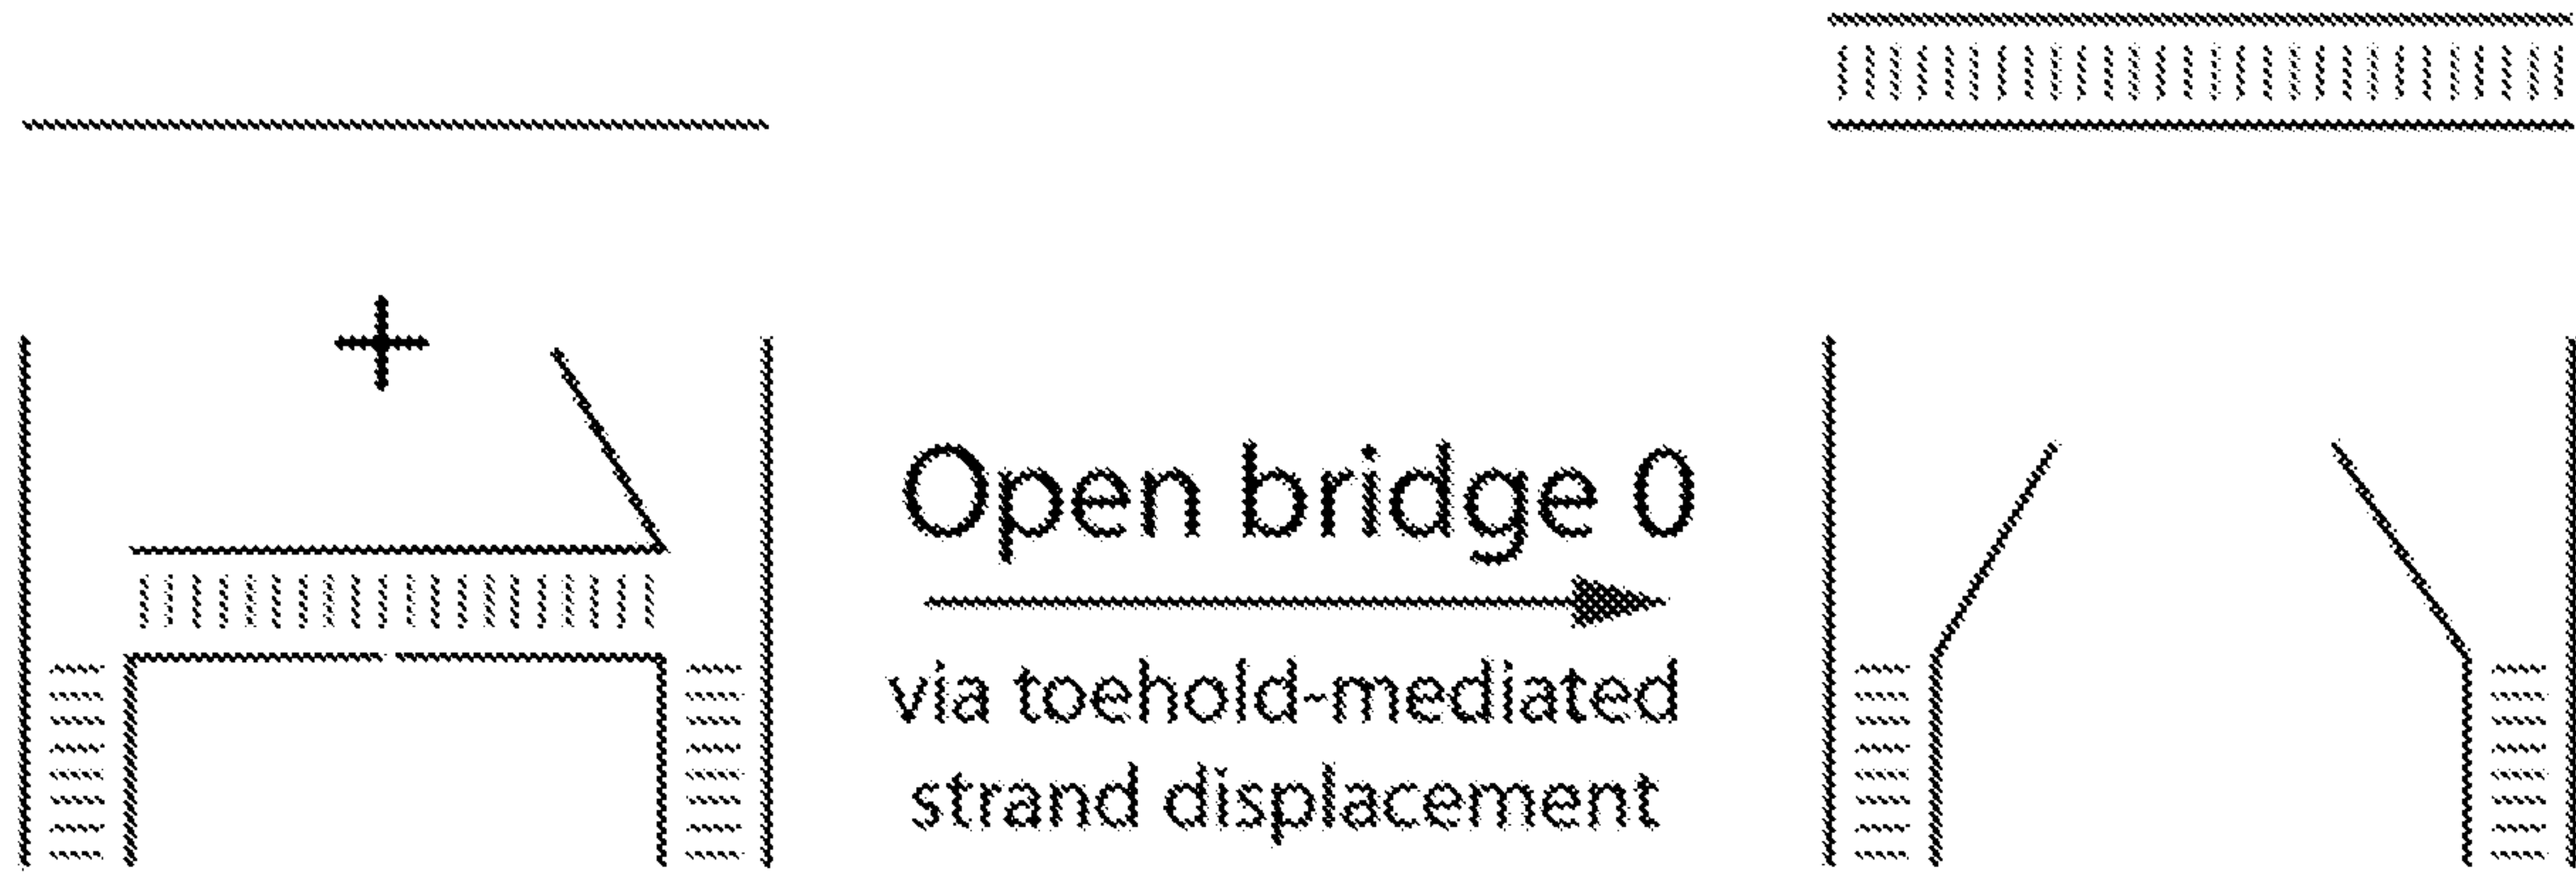 Open bridge 0
via toehold-mediated
strand displacement